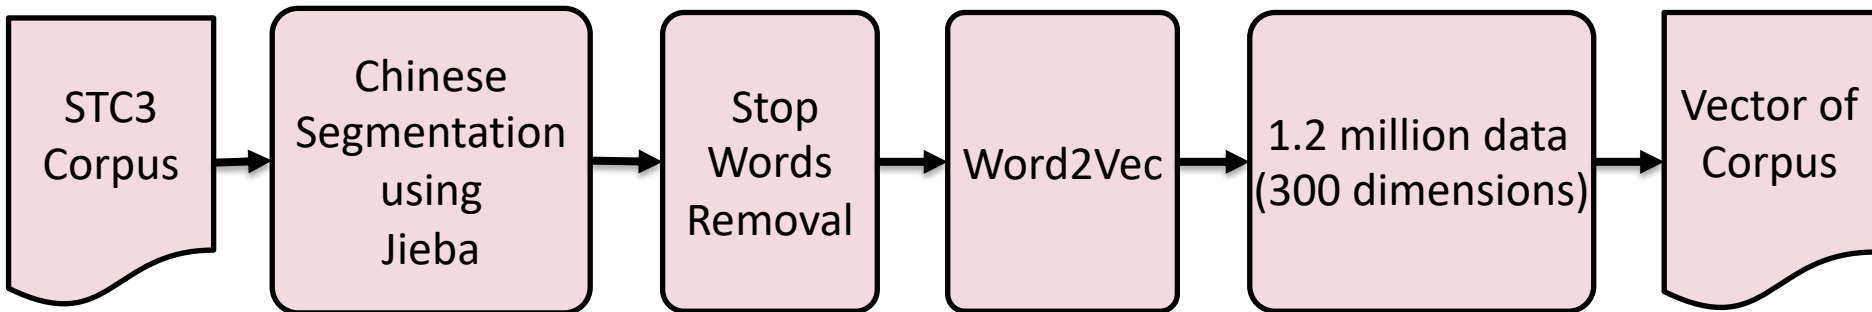 STC3
Corpus
Chinese
Segmentation
using
Jieba
Stop
Words
Removal
Word2Vec
1.2 million data
(300 dimensions)
Vector of
Corpus